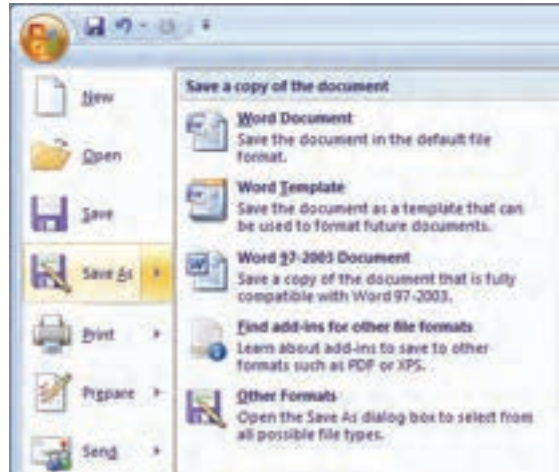 New
Open
Save
Save As
Print
Prepare
Send
Save a copy of the document
Word Document
Save the document in the default file
format.
Word Template
Save the document as a template that can
be used to format future documents.
Word 97-2003 Document
Save a copy of the document that is fully
compatible with Word 97-2003.
Find add-ins for other file formats
Learn about add-ins to save to other
formats such as PDF or XPS.
Other Formats
Open the Save As dialog box to select from
all possible file types.